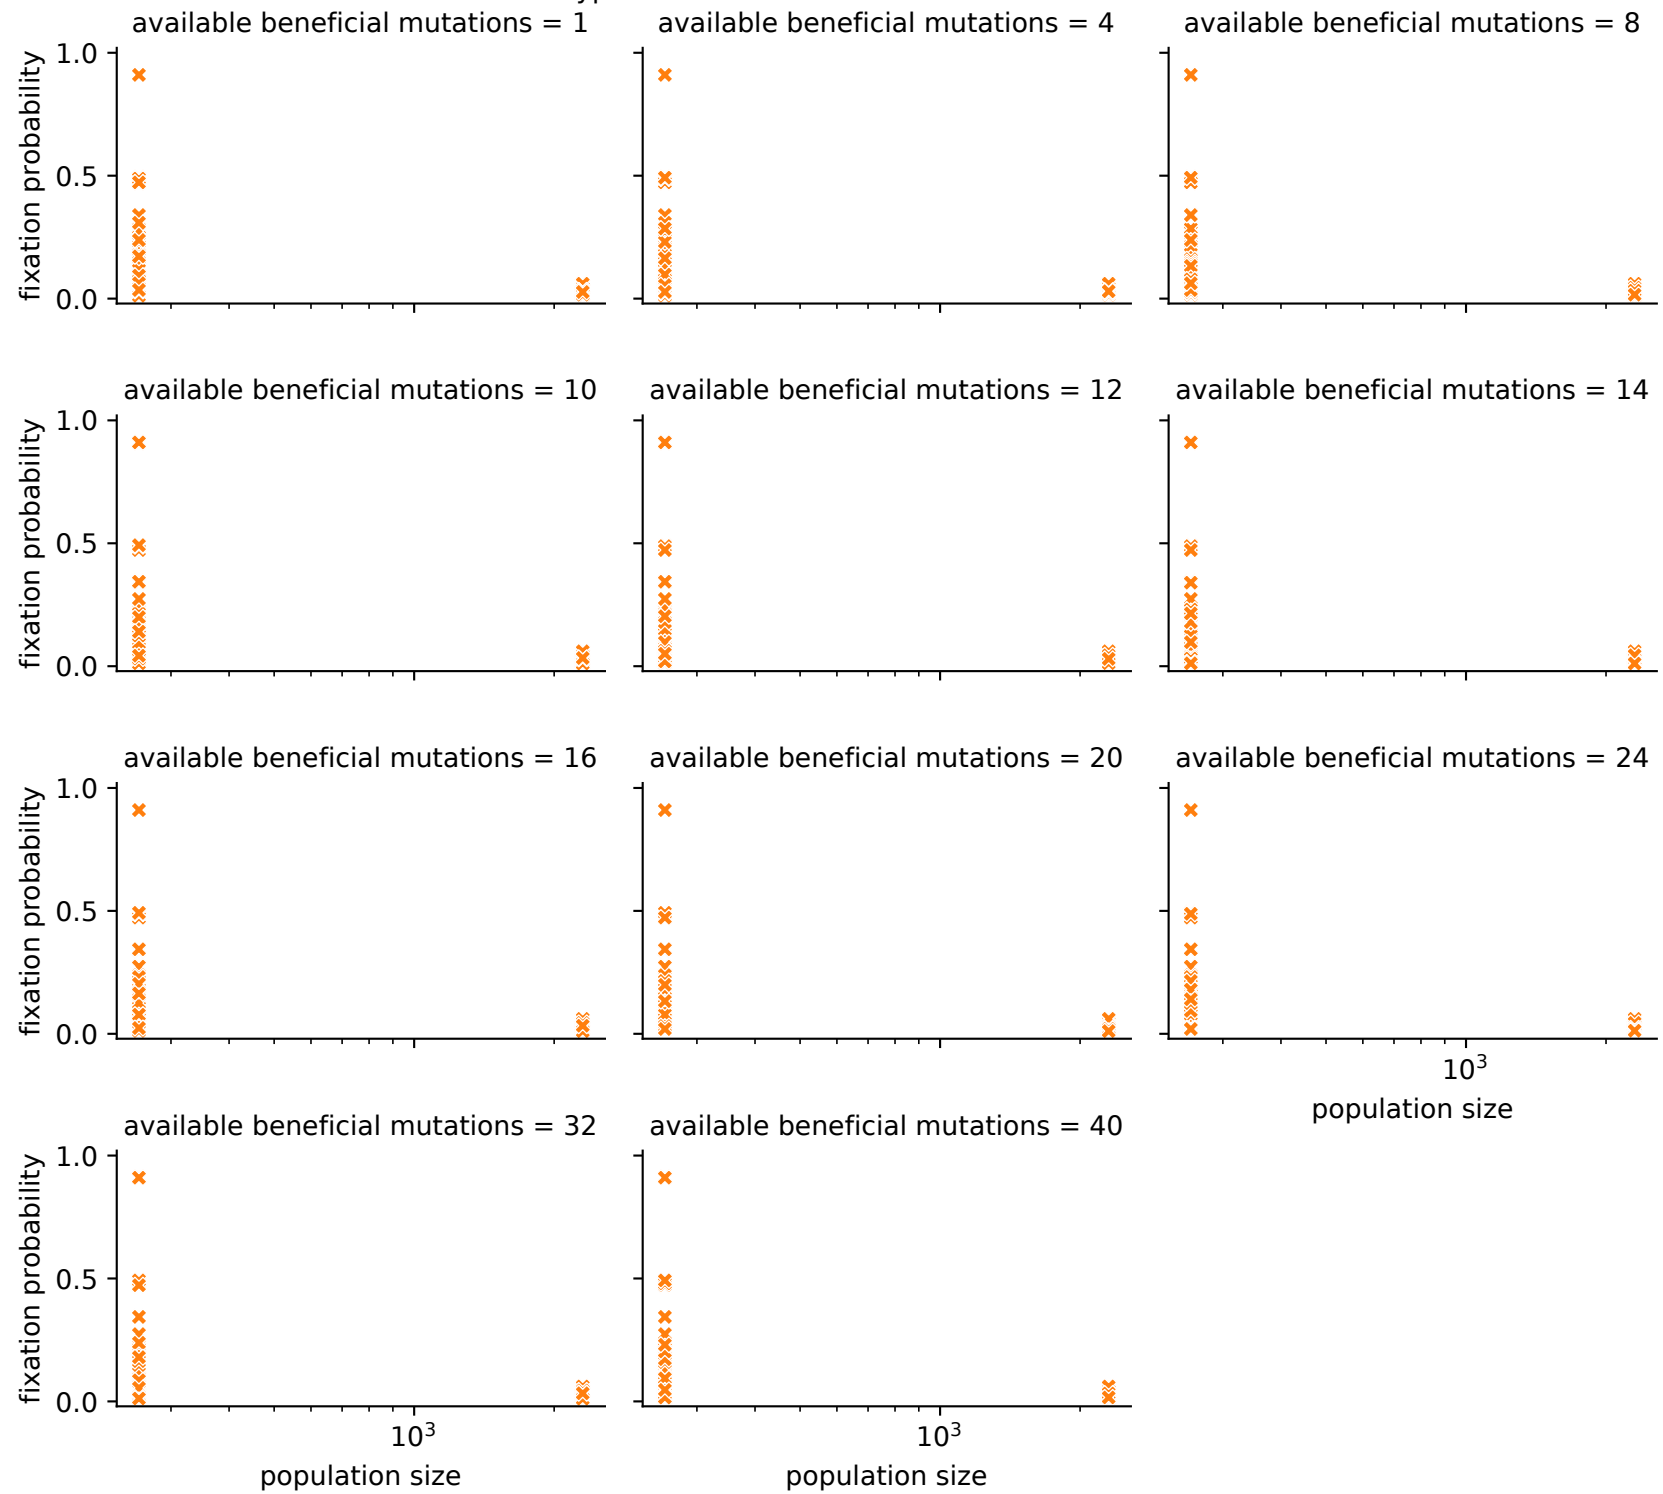 available beneficial mutations = 1
available beneficial mutations = 4
available beneficial mutations = 8
fixation probability
1.0
0.5
0.0
available beneficial mutations = 10
available beneficial mutations = 12
available beneficial mutations = 14
fixation probability
1.0
0.5
0.0
available beneficial mutations = 16
available beneficial mutations = 20
available beneficial mutations = 24
fixation probability
1.0
0.5
0.0
10³
population size
available beneficial mutations = 32
available beneficial mutations = 40
fixation probability
1.0
0.5
0.0
10³
10³
population size
population size